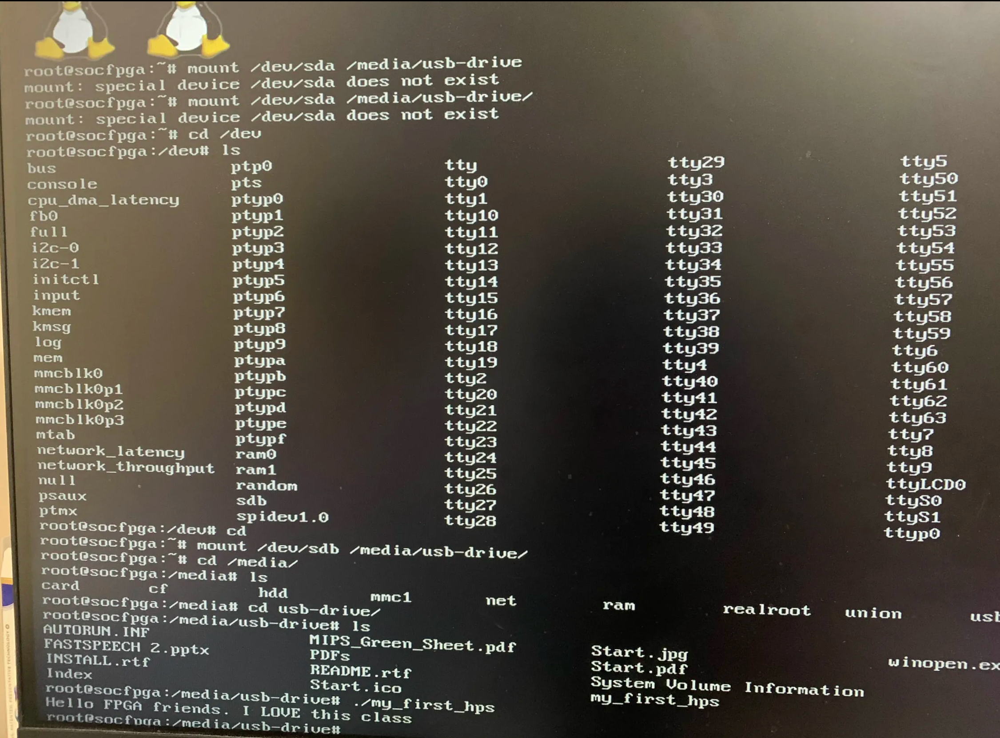 root@socfpga:~# mount /dev/sda /media/usb-drive
mount: special device /dev/sda does not exist
root@socfpga:~# mount /dev/sda /media/usb-drive/
mount: special device /dev/sda does not exist
root@socfpga:~# cd /dev
root@socfpga:/dev# ls
bus ptp0 tty tty29 tty5
console pts tty0 tty3 tty50
cpu_dma_latency ptyp0 tty1 tty30 tty51
fb0 ptyp1 tty10 tty31 tty52
full ptyp2 tty11 tty32 tty53
i2c-0 ptyp3 tty12 tty33 tty54
i2c-1 ptyp4 tty13 tty34 tty55
initctl ptyp5 tty14 tty35 tty56
input ptyp6 tty15 tty36 tty57
kmem ptyp7 tty16 tty37 tty58
kmsg ptyp8 tty17 tty38 tty59
log ptyp9 tty18 tty39 tty6
mem ptypa tty19 tty4 tty60
mmcblk0 ptypb tty2 tty40 tty61
mmcblk0p1 ptypc tty20 tty41 tty62
mmcblk0p2 ptypd tty21 tty42 tty63
mmcblk0p3 ptype tty22 tty43 tty7
mtab ptypf tty23 tty44 tty8
network_latency ram0 tty24 tty45 tty9
network_throughput ram1 tty25 tty46 ttyLCD0
null random tty26 tty47 ttyS0
psaux sdb tty27 tty48 ttyS1
ptmx spidev1.0 tty28 tty49 ttyp0
root@socfpga:/dev# cd
root@socfpga:~# mount /dev/sdb /media/usb-drive/
root@socfpga:~# cd /media/
root@socfpga:/media# ls
card cf hdd mmc1 net ram realroot union usb
root@socfpga:/media# cd usb-drive/
root@socfpga:/media/usb-drive# ls
AUTORUN.INF MIPS_Green_Sheet.pdf Start.jpg winopen.ex
FASTSPEECH 2.pptx PDFs Start.pdf
INSTALL.rtf README.rtf System Volume Information
Index Start.ico my_first_hps
root@socfpga:/media/usb-drive# ./my_first_hps
Hello FPGA friends. I LOVE this class
root@socfpga:/media/usb-drive#